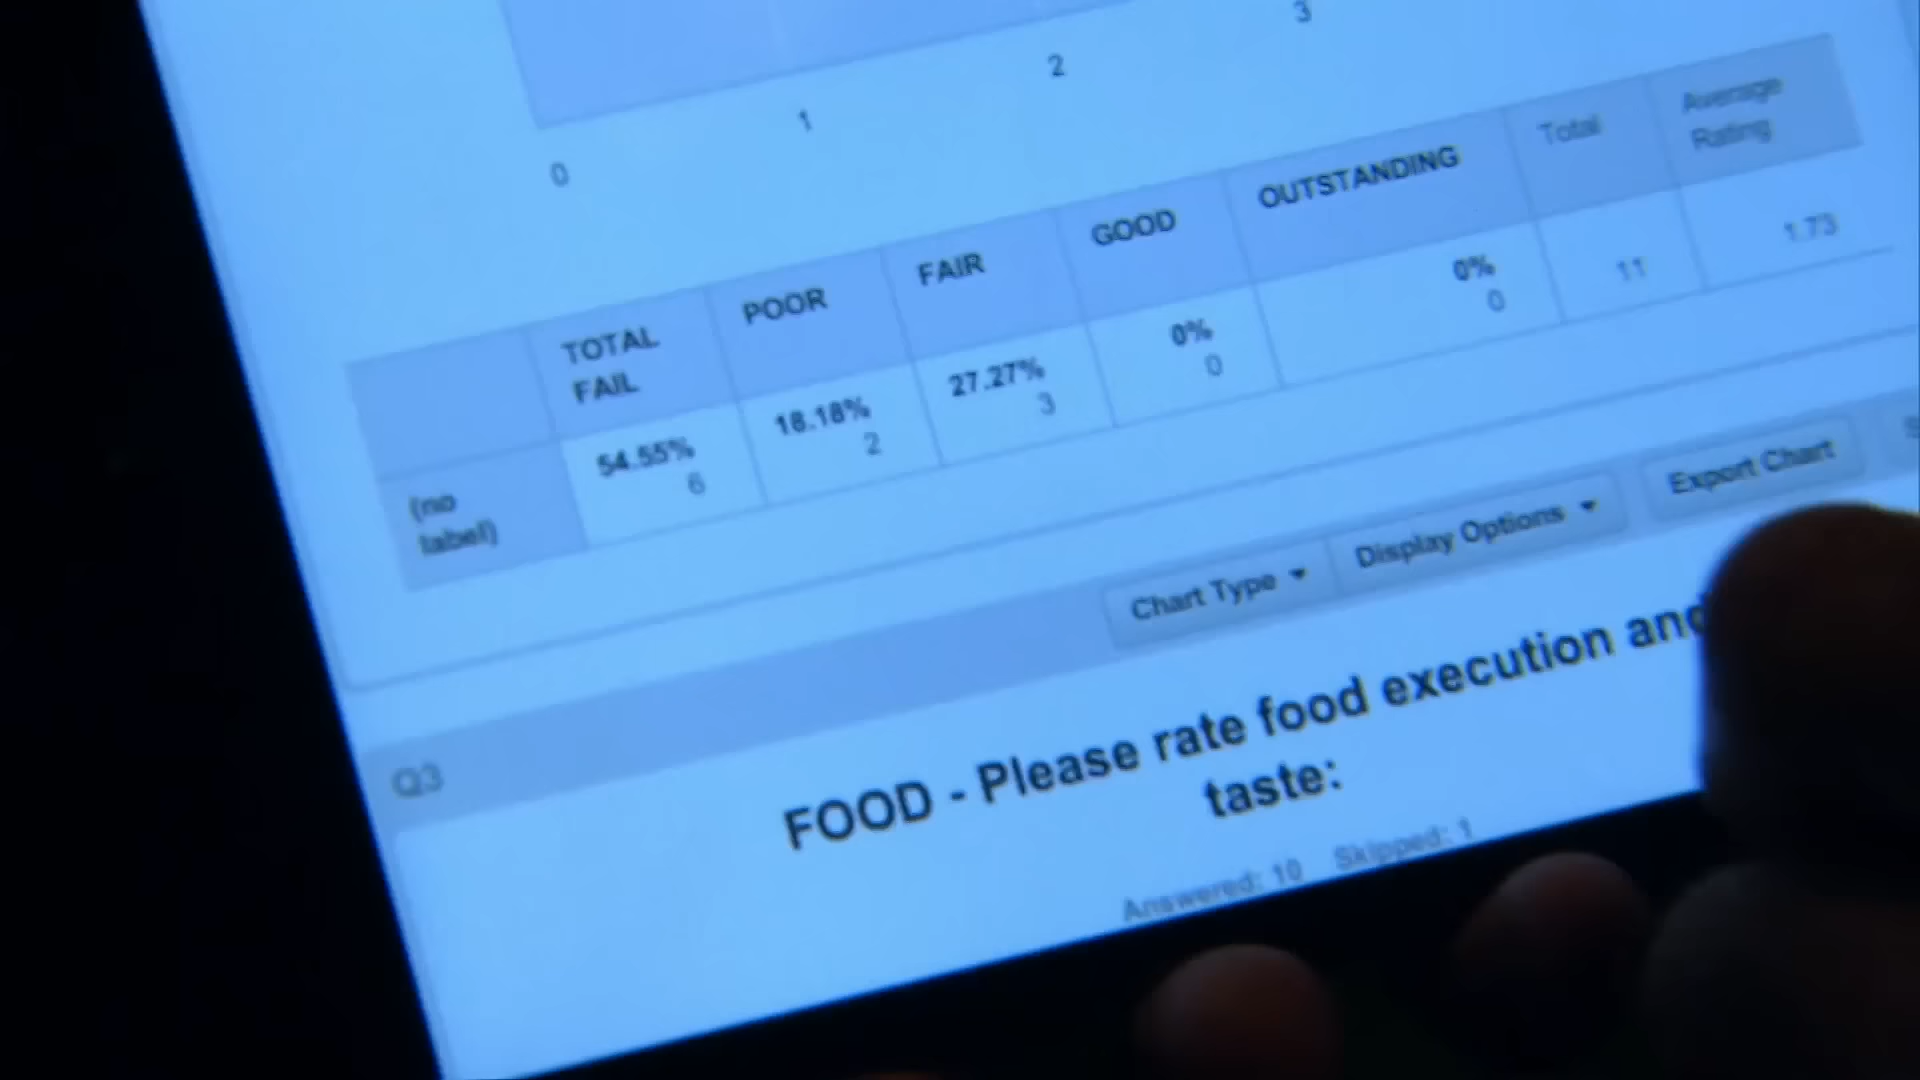 0 1 2 3
TOTAL FAIL POOR FAIR GOOD OUTSTANDING Total Average Rating
(no label) 54.55% 18.18% 27.27% 0% 0% 11 1.73
6 2 3 0 0
Chart Type Display Options Export Chart
Q3
FOOD - Please rate food execution and
taste:
Answered: 10 Skipped: 1